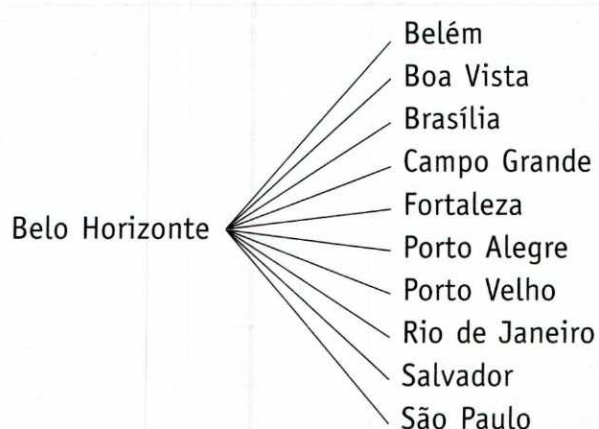 Belém
Boa Vista
Brasília
Campo Grande
Fortaleza
Belo Horizonte
Porto Alegre
Porto Velho
Rio de Janeiro
Salvador
São Paulo